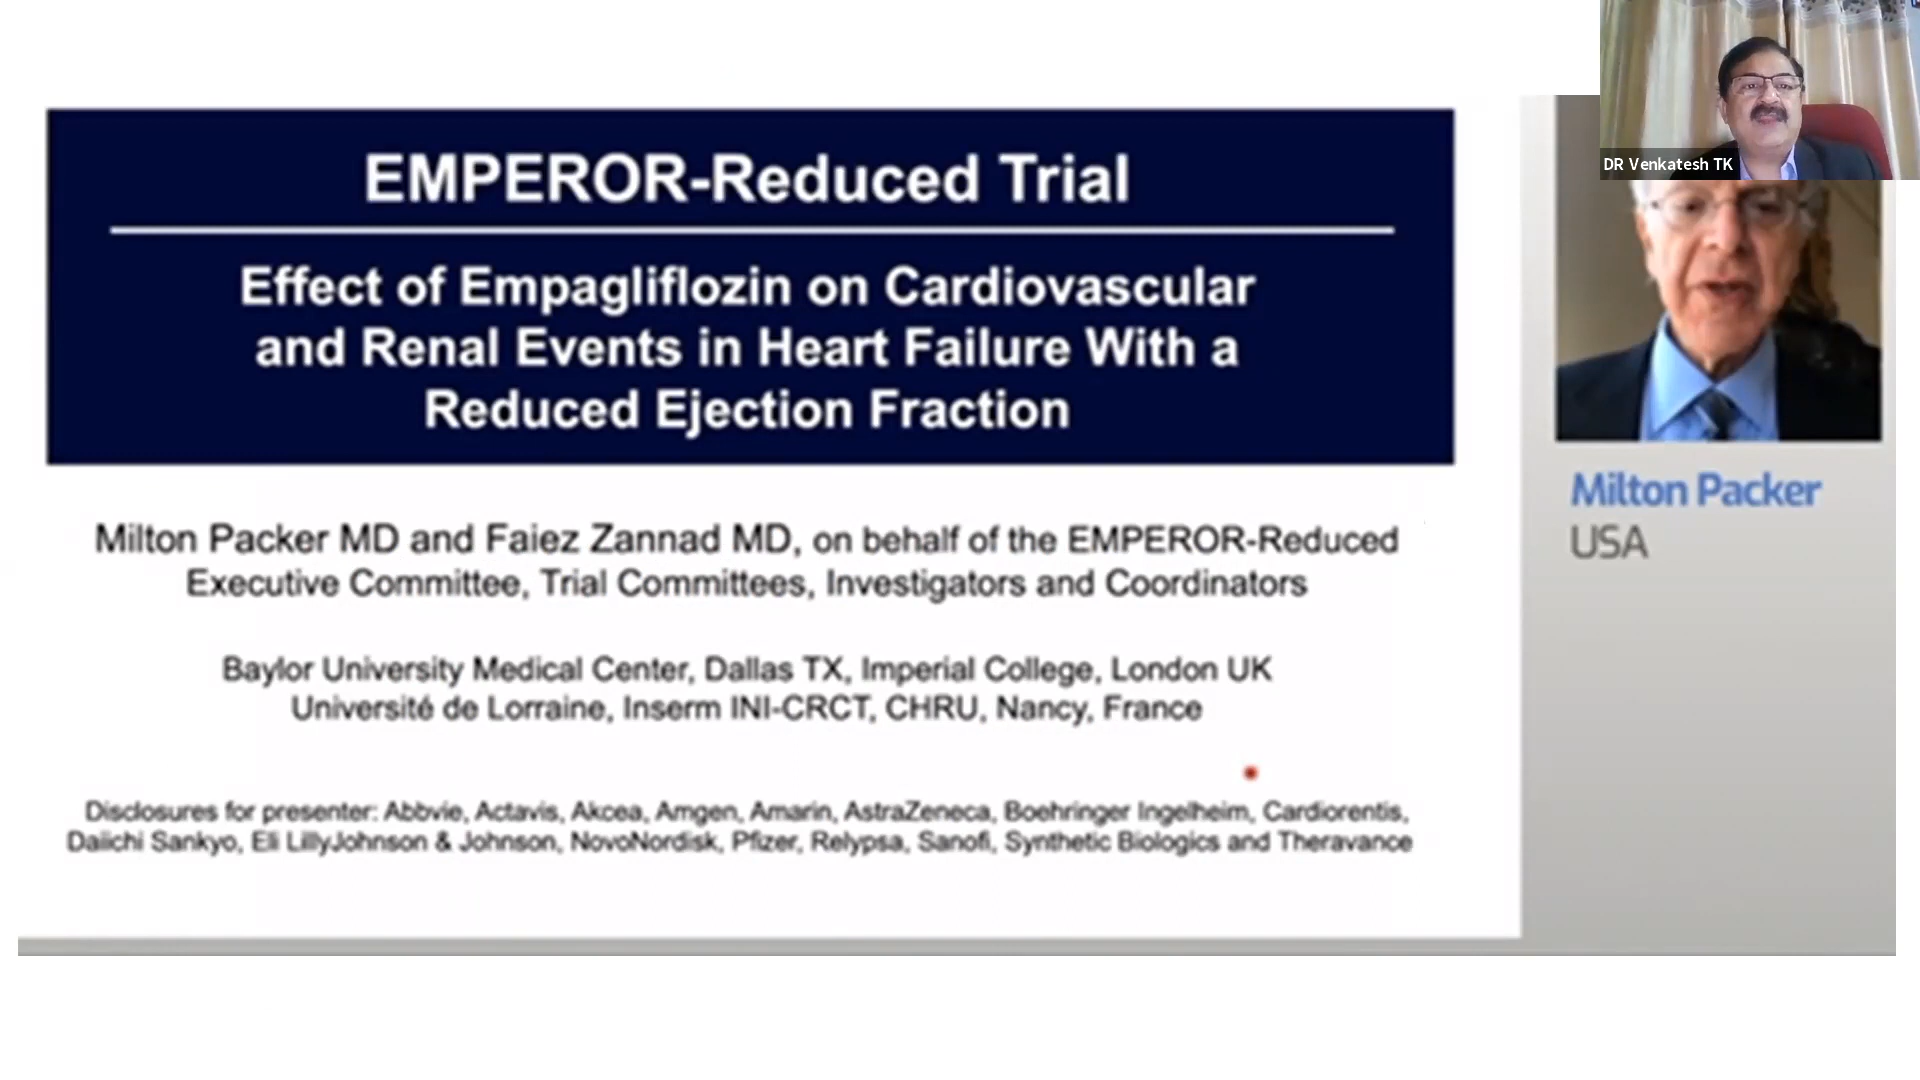 DR Venkatesh TK
EMPEROR-Reduced Trial
Effect of Empagliflozin on Cardiovascular
and Renal Events in Heart Failure With a
Reduced Ejection Fraction
Milton Packer MD and Faiez Zannad MD, on behalf of the EMPEROR-Reduced
Executive Committee, Trial Committees, Investigators and Coordinators
Baylor University Medical Center, Dallas TX, Imperial College, London UK
Université de Lorraine, Inserm INI-CRCT, CHRU, Nancy, France
Disclosures for presenter: Abbvie, Actavis, Akcea, Amgen, Amarin, AstraZeneca, Boehringer Ingelheim, Cardiorentis,
Daiichi Sankyo, Eli LillyJohnson & Johnson, NovoNordisk, Pfizer, Relypsa, Sanofi, Synthetic Biologics and Theravance
Milton Packer
USA